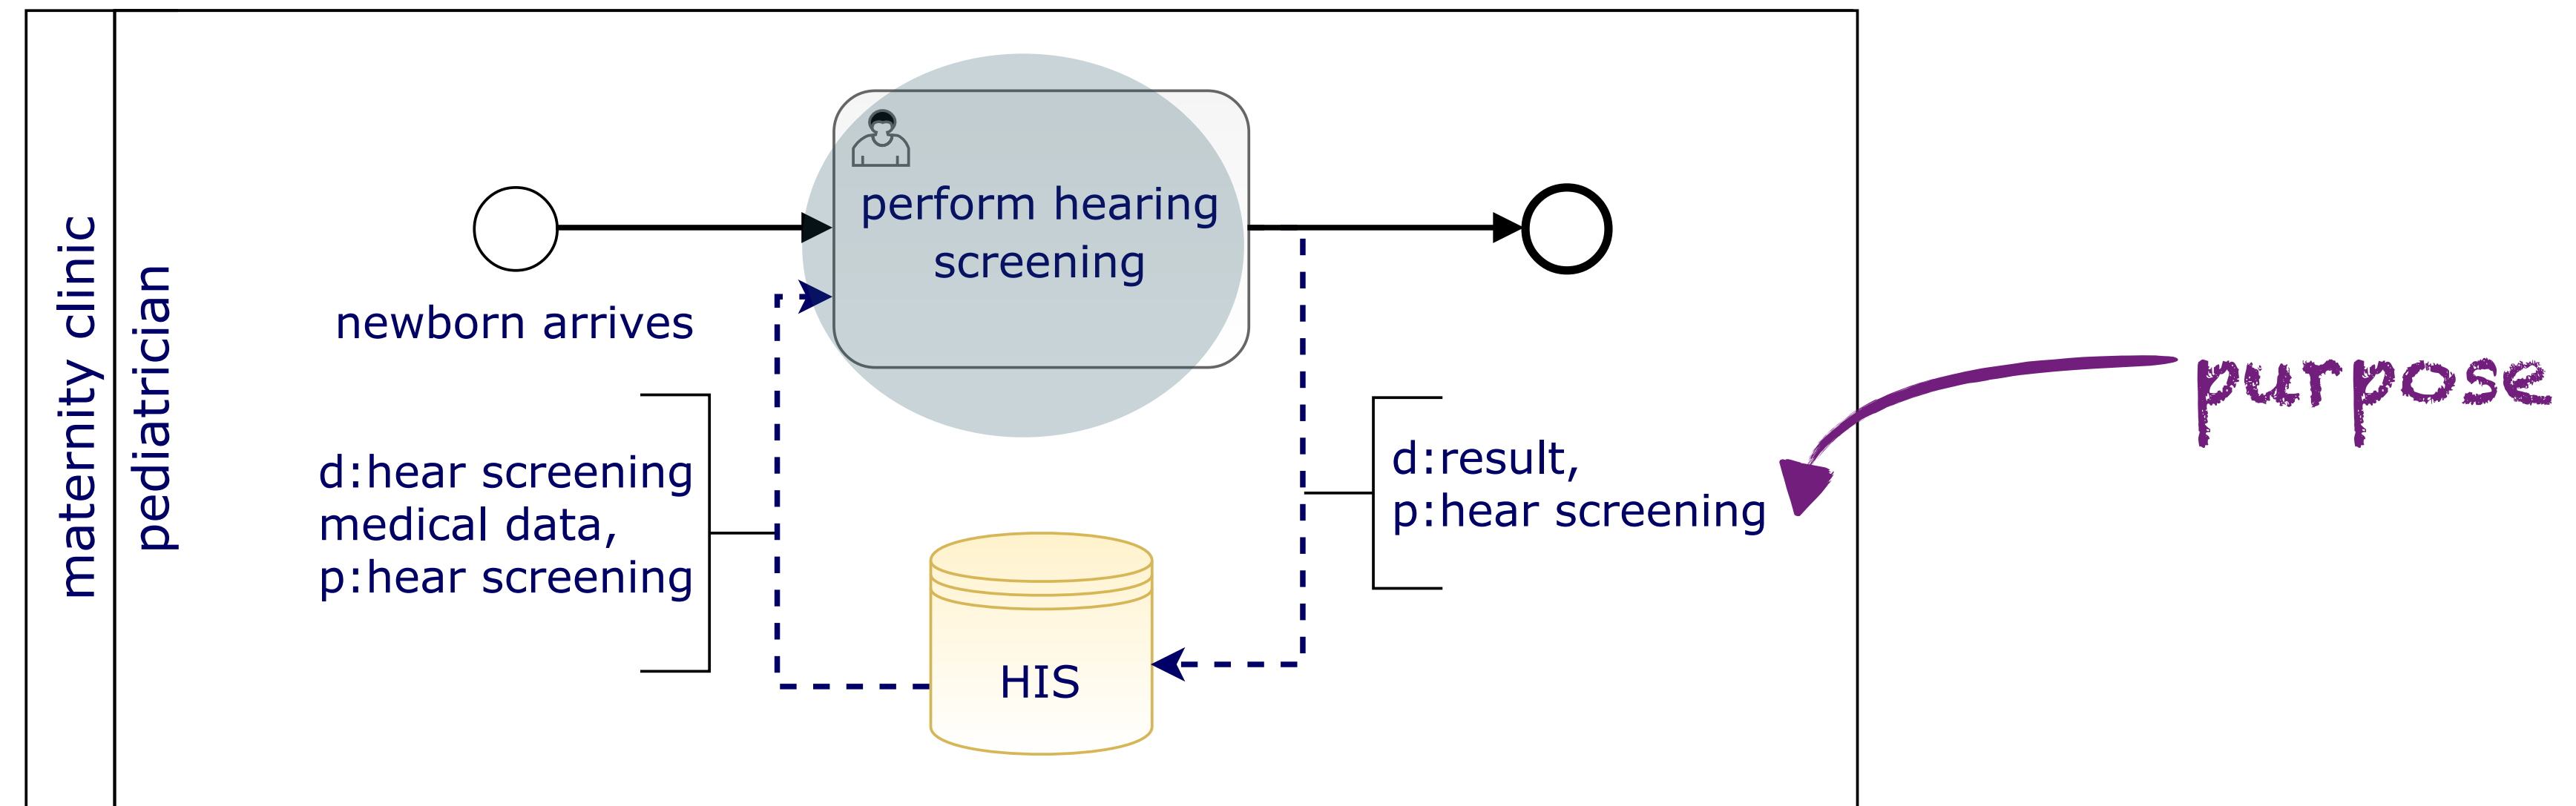 maternity clinic
pediatrician
newborn arrives
perform hearing
screening
d:hear screening
medical data,
p:hear screening
HIS
d:result,
p:hear screening
purpose